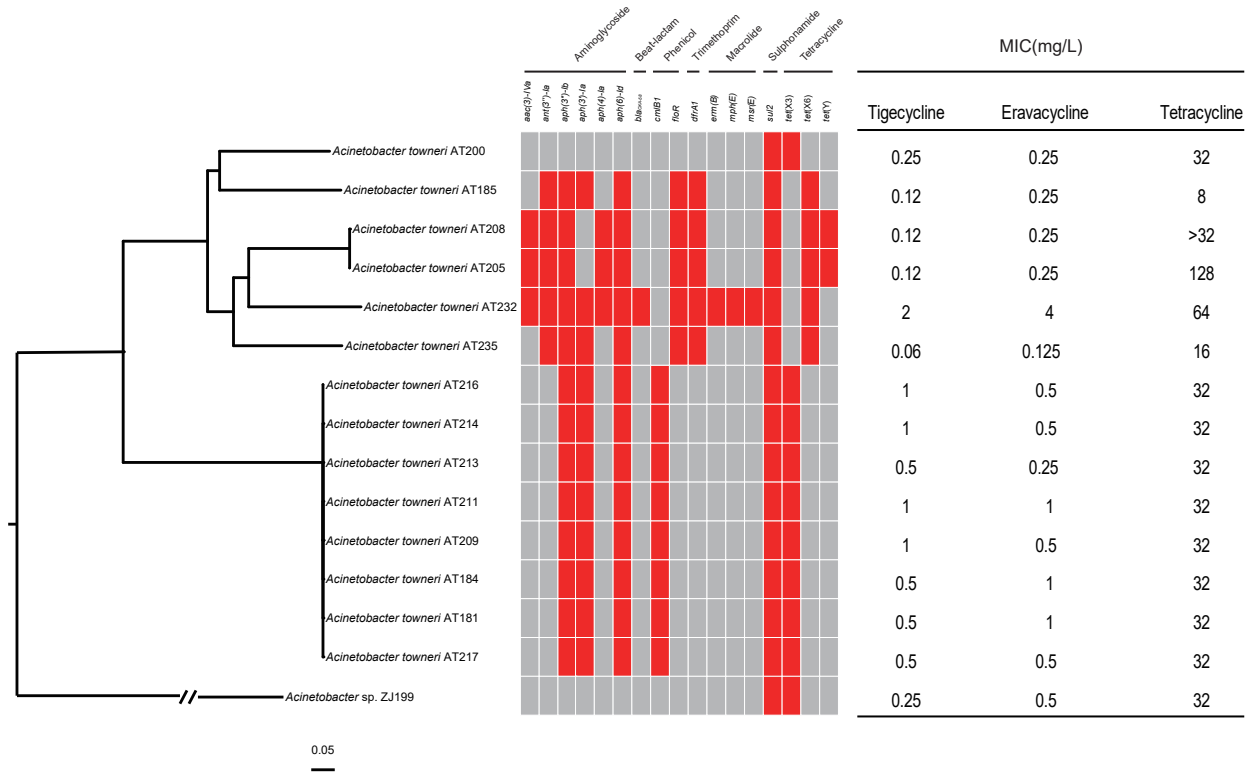 Aminoglycoside Beat-lactam Phenicol Trimethoprim Macrolide Sulphonamide Tetracycline
MIC(mg/L)
aac(3)-IVa ant(3'')-Ia aph(3'')-Ib aph(3')-Ia aph(4)-Ia aph(6)-Id cmlB1 floR dfrA1 erm(B) mph(E) msr(E) sul2 tet(X3) tet(X6) tet(Y)
Tigecycline Eravacycline Tetracycline
Acinetobacter towneri AT200 0.25 0.25 32
Acinetobacter towneri AT185 0.12 0.25 8
Acinetobacter towneri AT208 0.12 0.25 >32
Acinetobacter towneri AT205 0.12 0.25 128
Acinetobacter towneri AT232 2 4 64
Acinetobacter towneri AT235 0.06 0.125 16
Acinetobacter towneri AT216 1 0.5 32
Acinetobacter towneri AT214 1 0.5 32
Acinetobacter towneri AT213 0.5 0.25 32
Acinetobacter towneri AT211 1 1 32
Acinetobacter towneri AT209 1 0.5 32
Acinetobacter towneri AT184 0.5 1 32
Acinetobacter towneri AT181 0.5 1 32
Acinetobacter towneri AT217 0.5 0.5 32
Acinetobacter sp. ZJ199 0.25 0.5 32
0.05